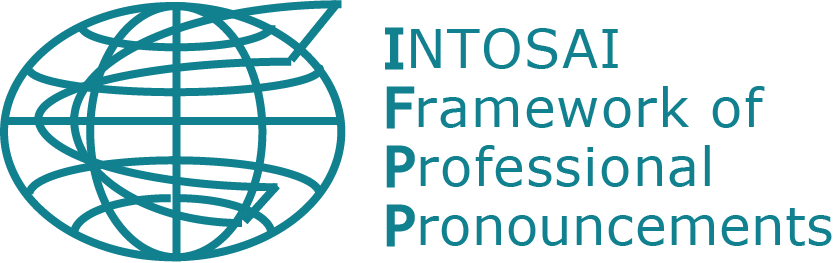 INTOSAI
Framework of
Professional
Pronouncements